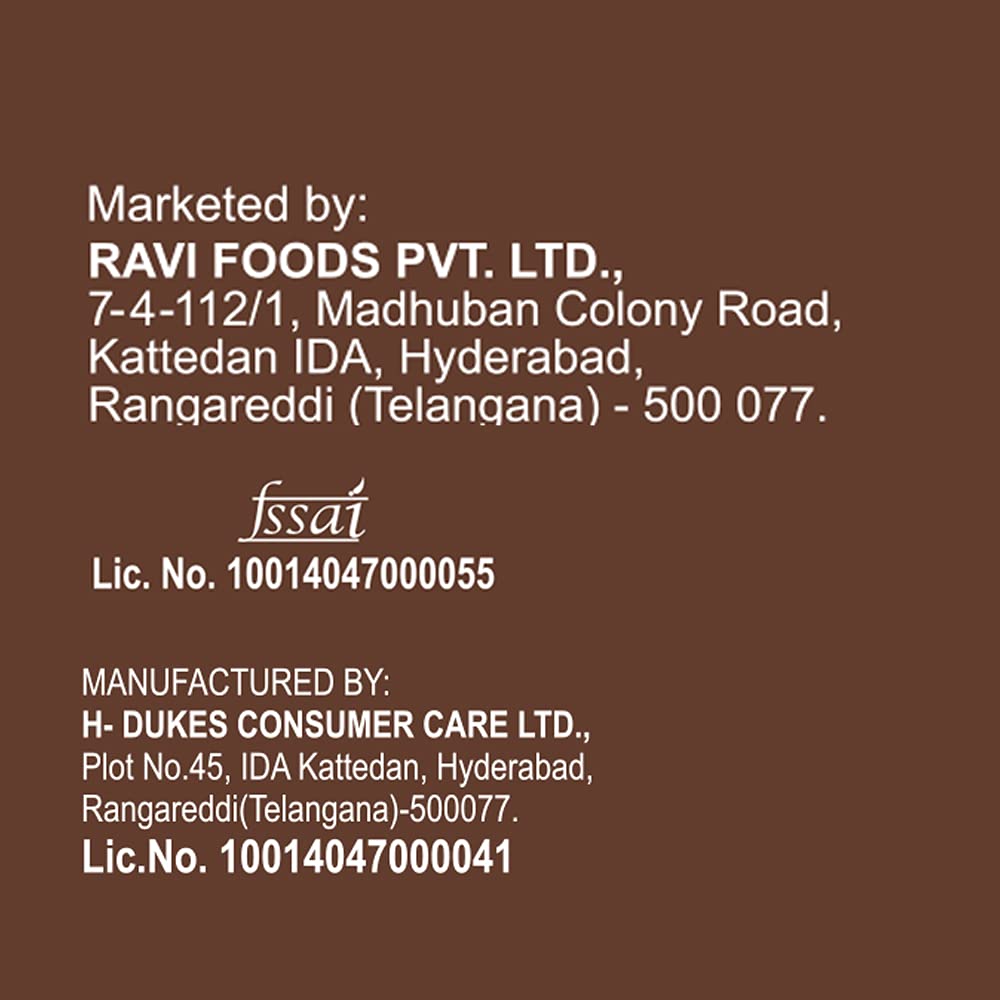 Marketed by:
RAVI FOODS PVT. LTD.,
7-4-112/1, Madhuban Colony Road,
Kattedan IDA, Hyderabad,
Rangareddi (Telangana) - 500 077.
fssai
Lic. No. 10014047000055
MANUFACTURED BY:
H- DUKES CONSUMER CARE LTD.,
Plot No.45, IDA Kattedan, Hyderabad,
Rangareddi(Telangana)-500077.
Lic.No. 10014047000041